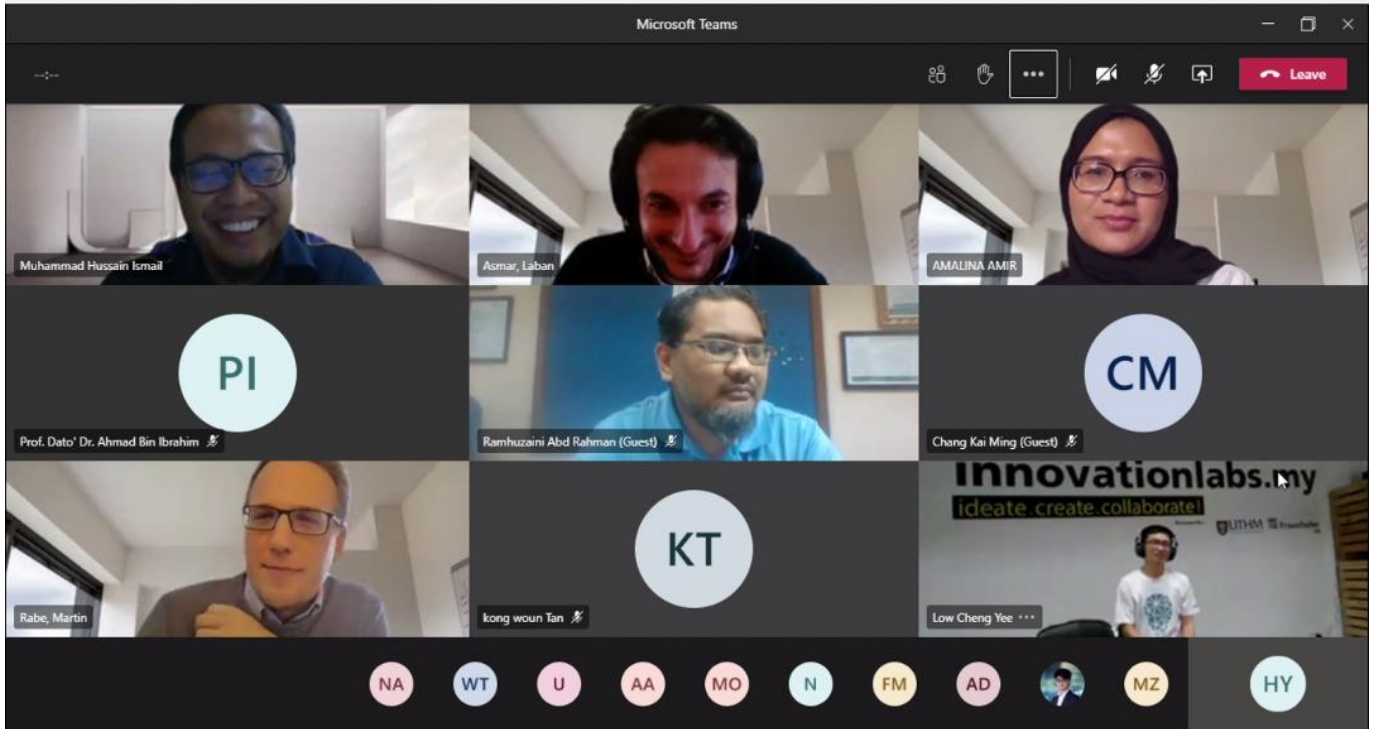 Microsoft Teams
--:--
Leave
Muhammad Hussain Ismail
Asmar, Laban
AMALINA AMIR
PI
Prof. Dato' Dr. Ahmad Bin Ibrahim
Ramhuzaini Abd Rahman (Guest)
CM
Chang Kai Ming (Guest)
Rabe, Martin
KT
kong woun Tan
innovationlabs.my
ideate.create.collaborate!
UTHM Fraunhofer
Low Cheng Yee
NA
WT
U
AA
MO
N
FM
AD
MZ
HY